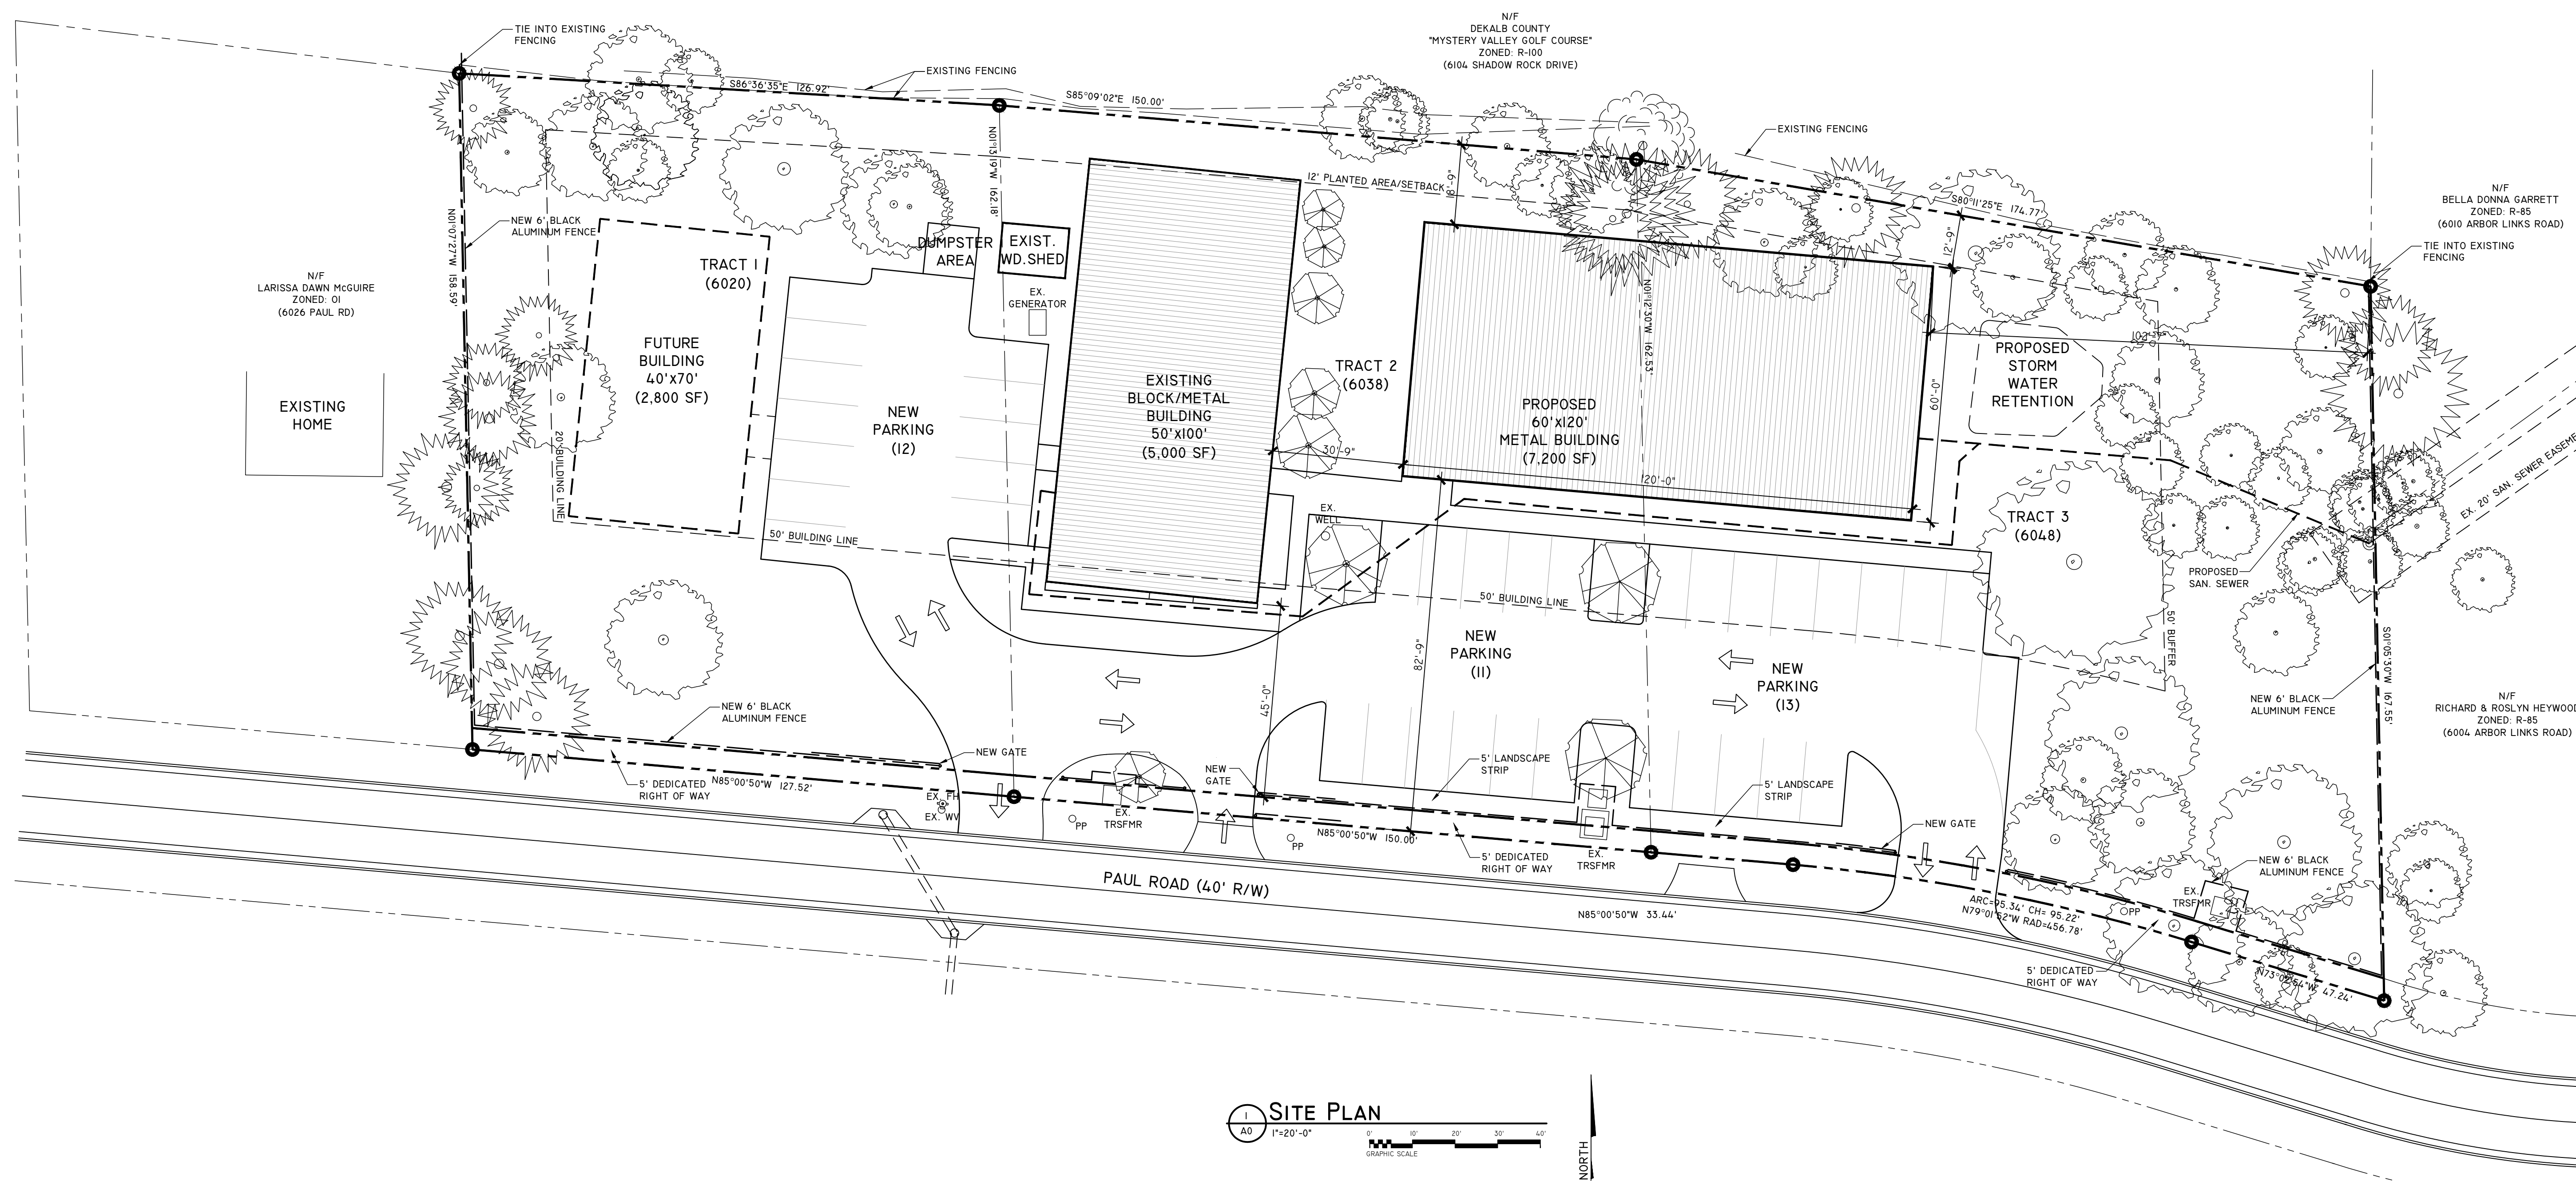 TIE INTO EXISTING
FENCING
N/F
DEKALB COUNTY
"MYSTERY VALLEY GOLF COURSE"
ZONED: R-100
(6104 SHADOW ROCK DRIVE)
S86°36'35"E 126.92'
EXISTING FENCING
S85°09'02"E 150.00'
EXISTING FENCING
N01°13'19"W 162.18'
12' PLANTED AREA/SETBACK
S80°11'25"E 174.77'
12'-9"
N/F
BELLA DONNA GARRETT
ZONED: R-85
(6010 ARBOR LINKS ROAD)
TIE INTO EXISTING
FENCING
N01°07'27"W 158.59'
NEW 6' BLACK
ALUMINUM FENCE
DUMPSTER
AREA
EXIST.
WD.SHED
TRACT 1
(6020)
EX.
GENERATOR
N/F
LARISSA DAWN McGUIRE
ZONED: OI
(6026 PAUL RD)
N01°12'30"W 162.53'
FUTURE
BUILDING
40'x70'
(2,800 SF)
EXISTING
BLOCK/METAL
BUILDING
50'x100'
(5,000 SF)
TRACT 2
(6038)
PROPOSED
60'x120'
METAL BUILDING
(7,200 SF)
60'-0"
PROPOSED
STORM
WATER
RETENTION
EXISTING
HOME
NEW
PARKING
(12)
20' BUILDING LINE
30'-9"
120'-0"
EX.
WELL
TRACT 3
(6048)
50' BUILDING LINE
50' BUILDING LINE
PROPOSED
SAN. SEWER
50' BUFFER
NEW
PARKING
(11)
82'-9"
45'-0"
NEW
PARKING
(13)
S01°05'30"W 167.55'
NEW 6' BLACK
ALUMINUM FENCE
N/F
ZONED: R-85
(6004 ARBOR LINKS ROAD)
NEW 6' BLACK
ALUMINUM FENCE
NEW GATE
NEW
GATE
5' LANDSCAPE
STRIP
5' LANDSCAPE
STRIP
5' DEDICATED
RIGHT OF WAY
N85°00'50"W 127.52'
EX. FH
EX. WV
PP
EX.
TRSFMR
PP
N85°00'50"W 150.00'
5' DEDICATED
RIGHT OF WAY
EX.
TRSFMR
NEW GATE
NEW 6' BLACK
ALUMINUM FENCE
EX.
TRSFMR
PP
PAUL ROAD (40' R/W)
N85°00'50"W 33.44'
ARC=95.34' CH= 95.22'
N79°01'52"W RAD=456.78'
5' DEDICATED
RIGHT OF WAY
47.24'
1
A0
SITE PLAN
1"=20'-0"
0' 10' 20' 30' 40'
GRAPHIC SCALE
NORTH